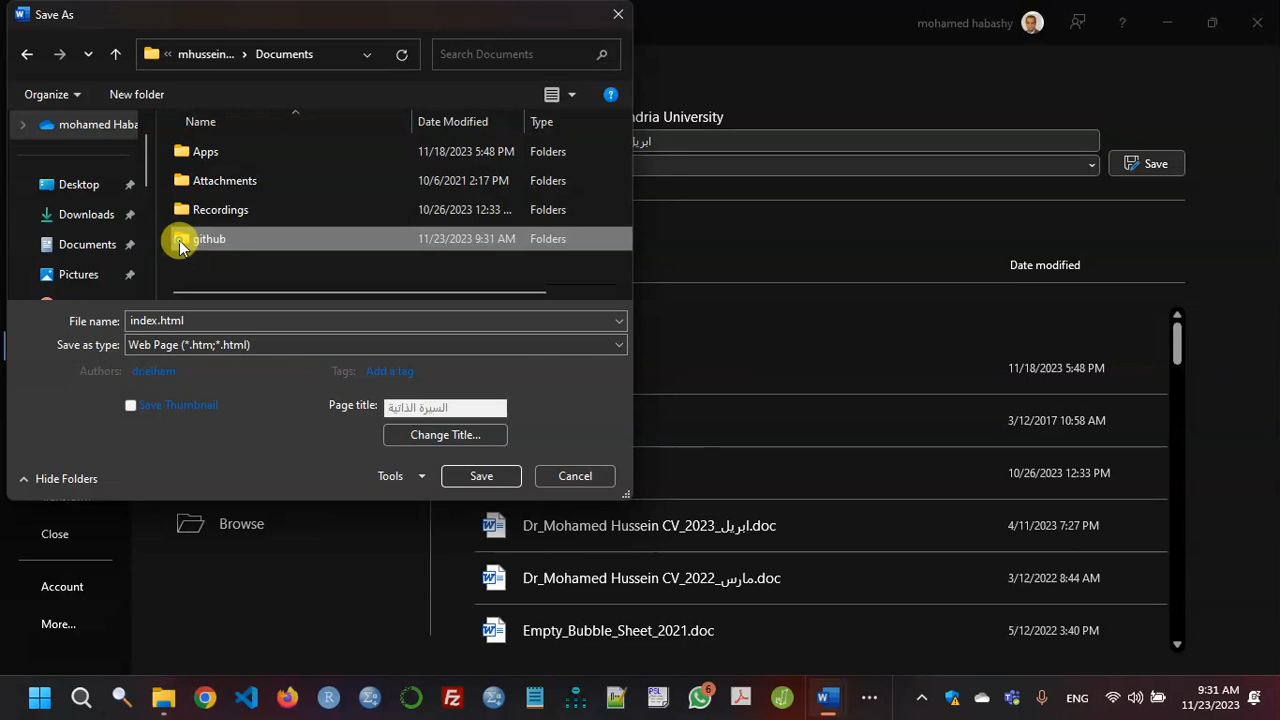 Save As
mohamed habashy
mhussein... > Documents
Search Documents
Organize
New folder
mohamed Haba
Desktop
Downloads
Documents
Pictures
Name
Date Modified
Type
Apps
11/18/2023 5:48 PM
Folders
Attachments
10/6/2021 2:17 PM
Folders
Recordings
10/26/2023 12:33 ...
Folders
github
11/23/2023 9:31 AM
Folders
File name:
index.html
Save as type:
Web Page (*.htm;*.html)
Authors:
dr.elham
Tags:
Add a tag
Save Thumbnail
Page title:
السيرة الذاتية
Change Title...
Hide Folders
Tools
Save
Cancel
ndria University
ابريل
Save
Date modified
11/18/2023 5:48 PM
3/12/2017 10:58 AM
10/26/2023 12:33 PM
Browse
Close
Account
More...
Dr_Mohamed Hussein CV_2023_ابريل.doc
4/11/2023 7:27 PM
Dr_Mohamed Hussein CV_2022_مارس.doc
3/12/2022 8:44 AM
Empty_Bubble_Sheet_2021.doc
5/12/2022 3:40 PM
6
ENG
9:31 AM
11/23/2023